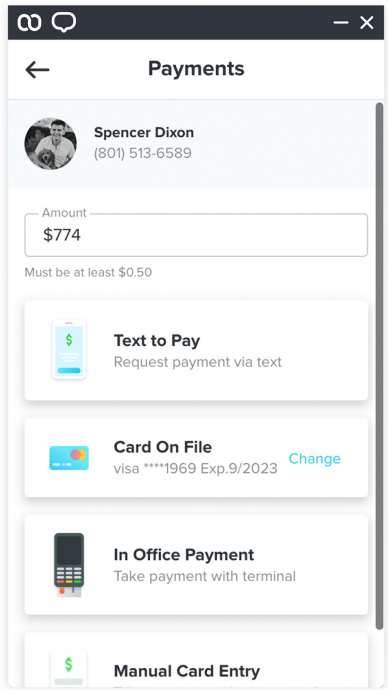 Payments
Spencer Dixon
(801) 513-6589
Amount
$774
Must be at least $0.50
$
Text to Pay
Request payment via text
Card On File
visa ****1969 Exp.9/2023
Change
In Office Payment
Take payment with terminal
$
Manual Card Entry